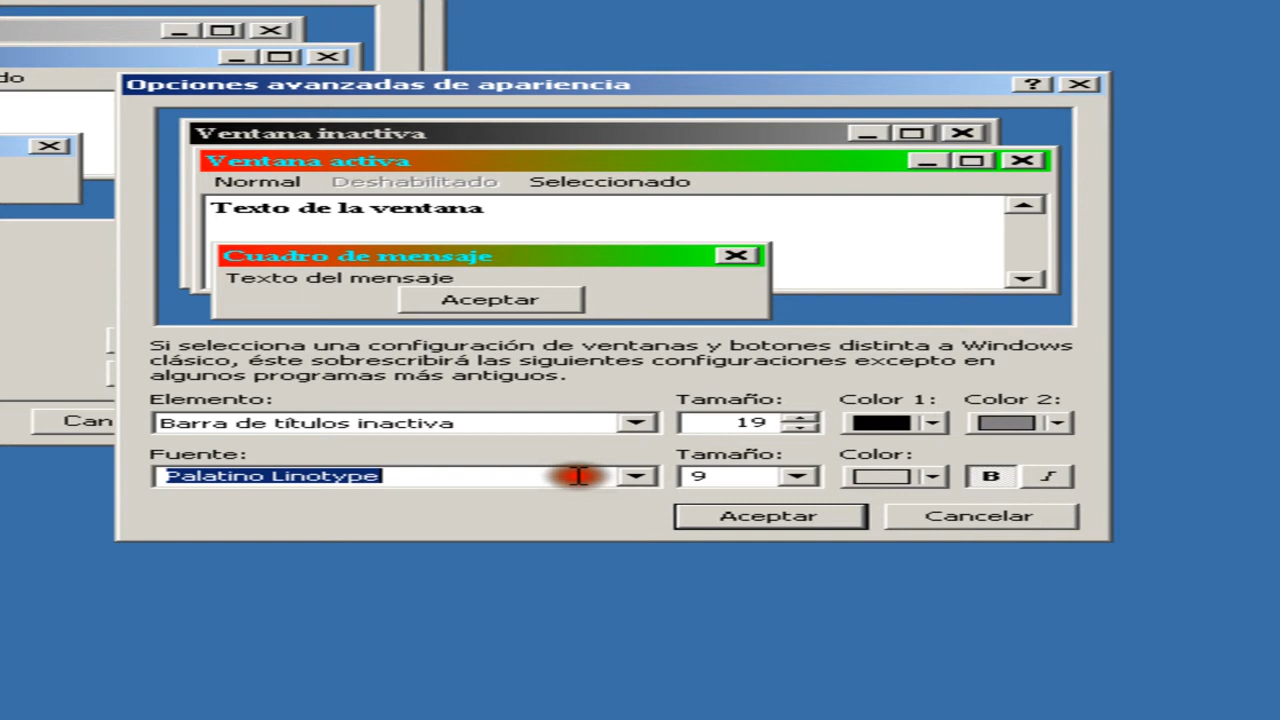 do
Opciones avanzadas de apariencia
Ventana inactiva
Ventana activa
Normal Deshabilitado Seleccionado
Texto de la ventana
Cuadro de mensaje
Texto del mensaje
Aceptar
Si selecciona una configuración de ventanas y botones distinta a Windows
clásico, éste sobrescribirá las siguientes configuraciones excepto en
algunos programas más antiguos.
Elemento: Tamaño: Color 1: Color 2:
Barra de títulos inactiva 19
Fuente: Tamaño: Color:
Palatino Linotype 9 B I
Can Aceptar Cancelar